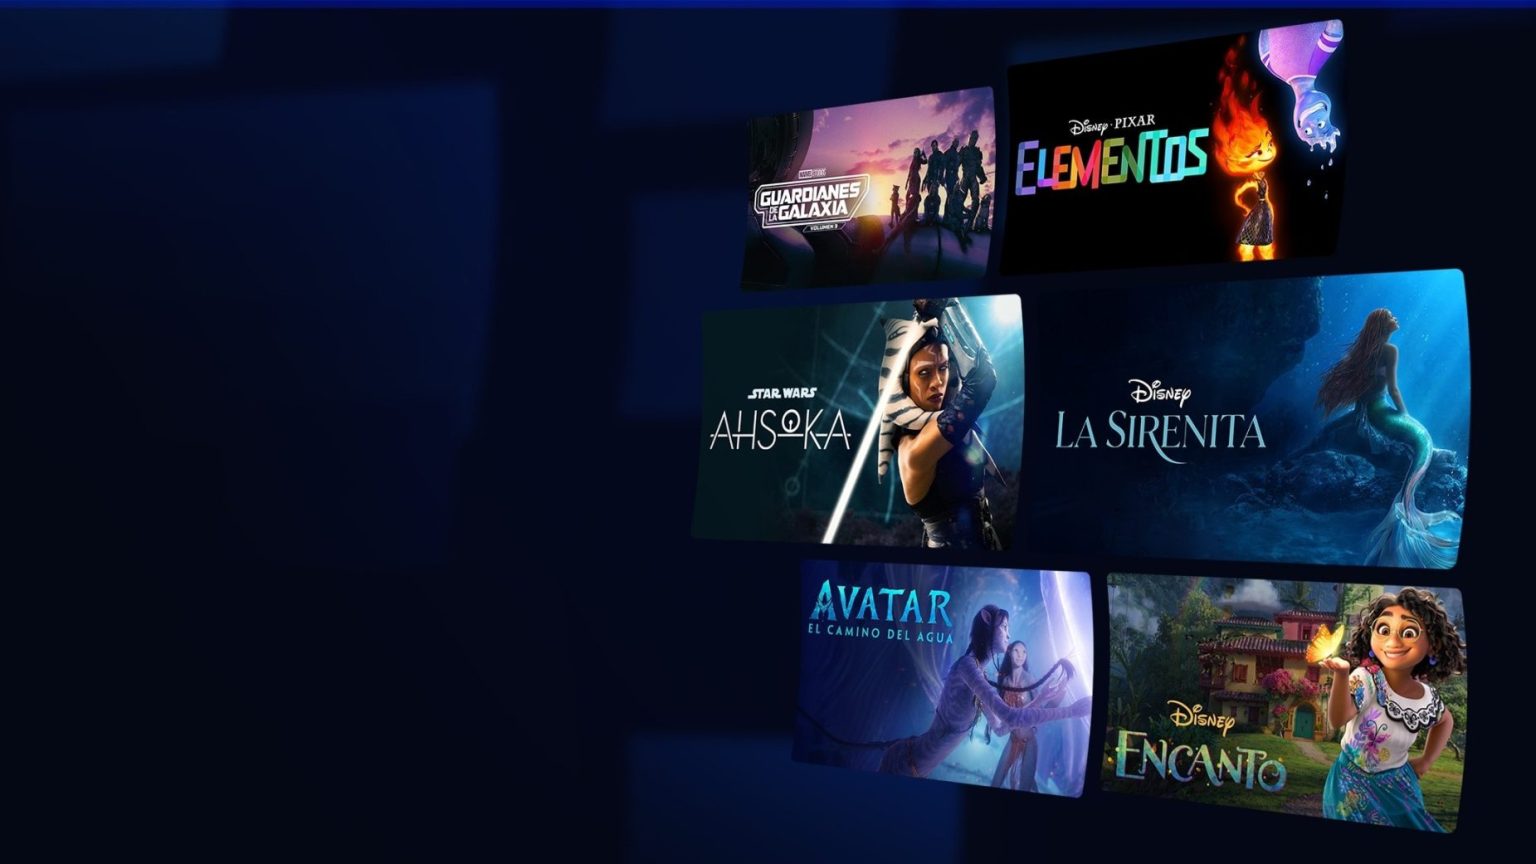 MARVEL STUDIOS
GUARDIANES
DE LA GALAXIA
VOLUMEN 3
Disney · PIXAR
ELEMENTOS
STAR WARS
AHSOKA
Disney
LA SIRENITA
AVATAR
EL CAMINO DEL AGUA
Disney
ENCANTO